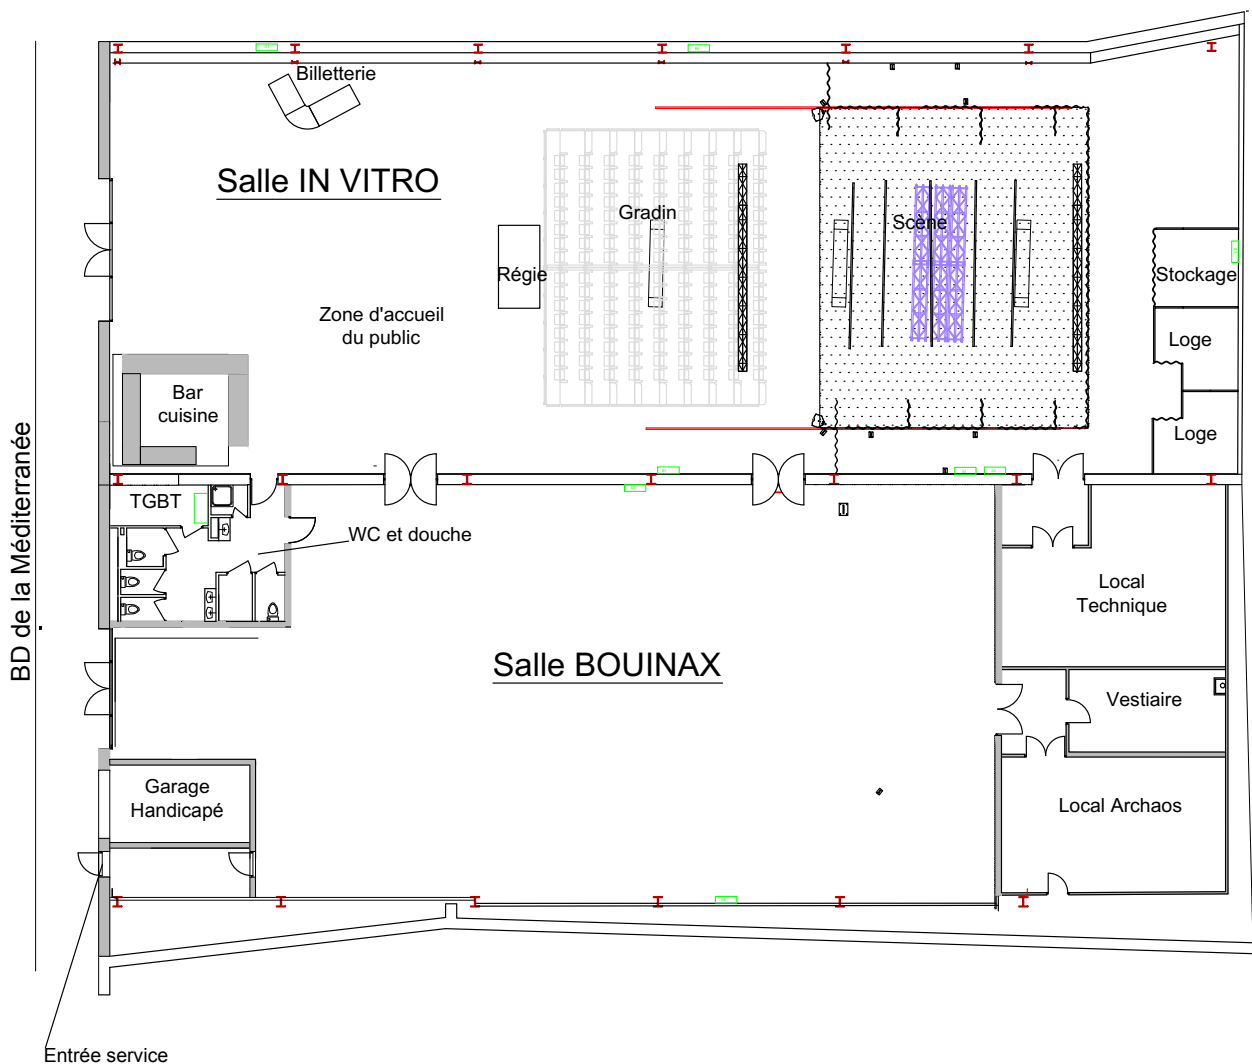 Billetterie
Salle IN VITRO
Gradin
Scène
Régie
Stockage
Zone d'accueil
du public
Loge
Bar
cuisine
Loge
BD de la Méditerranée
TGBT
WC et douche
Local
Technique
Salle BOUINAX
Vestiaire
Garage
Handicapé
Local Archaos
Entrée service